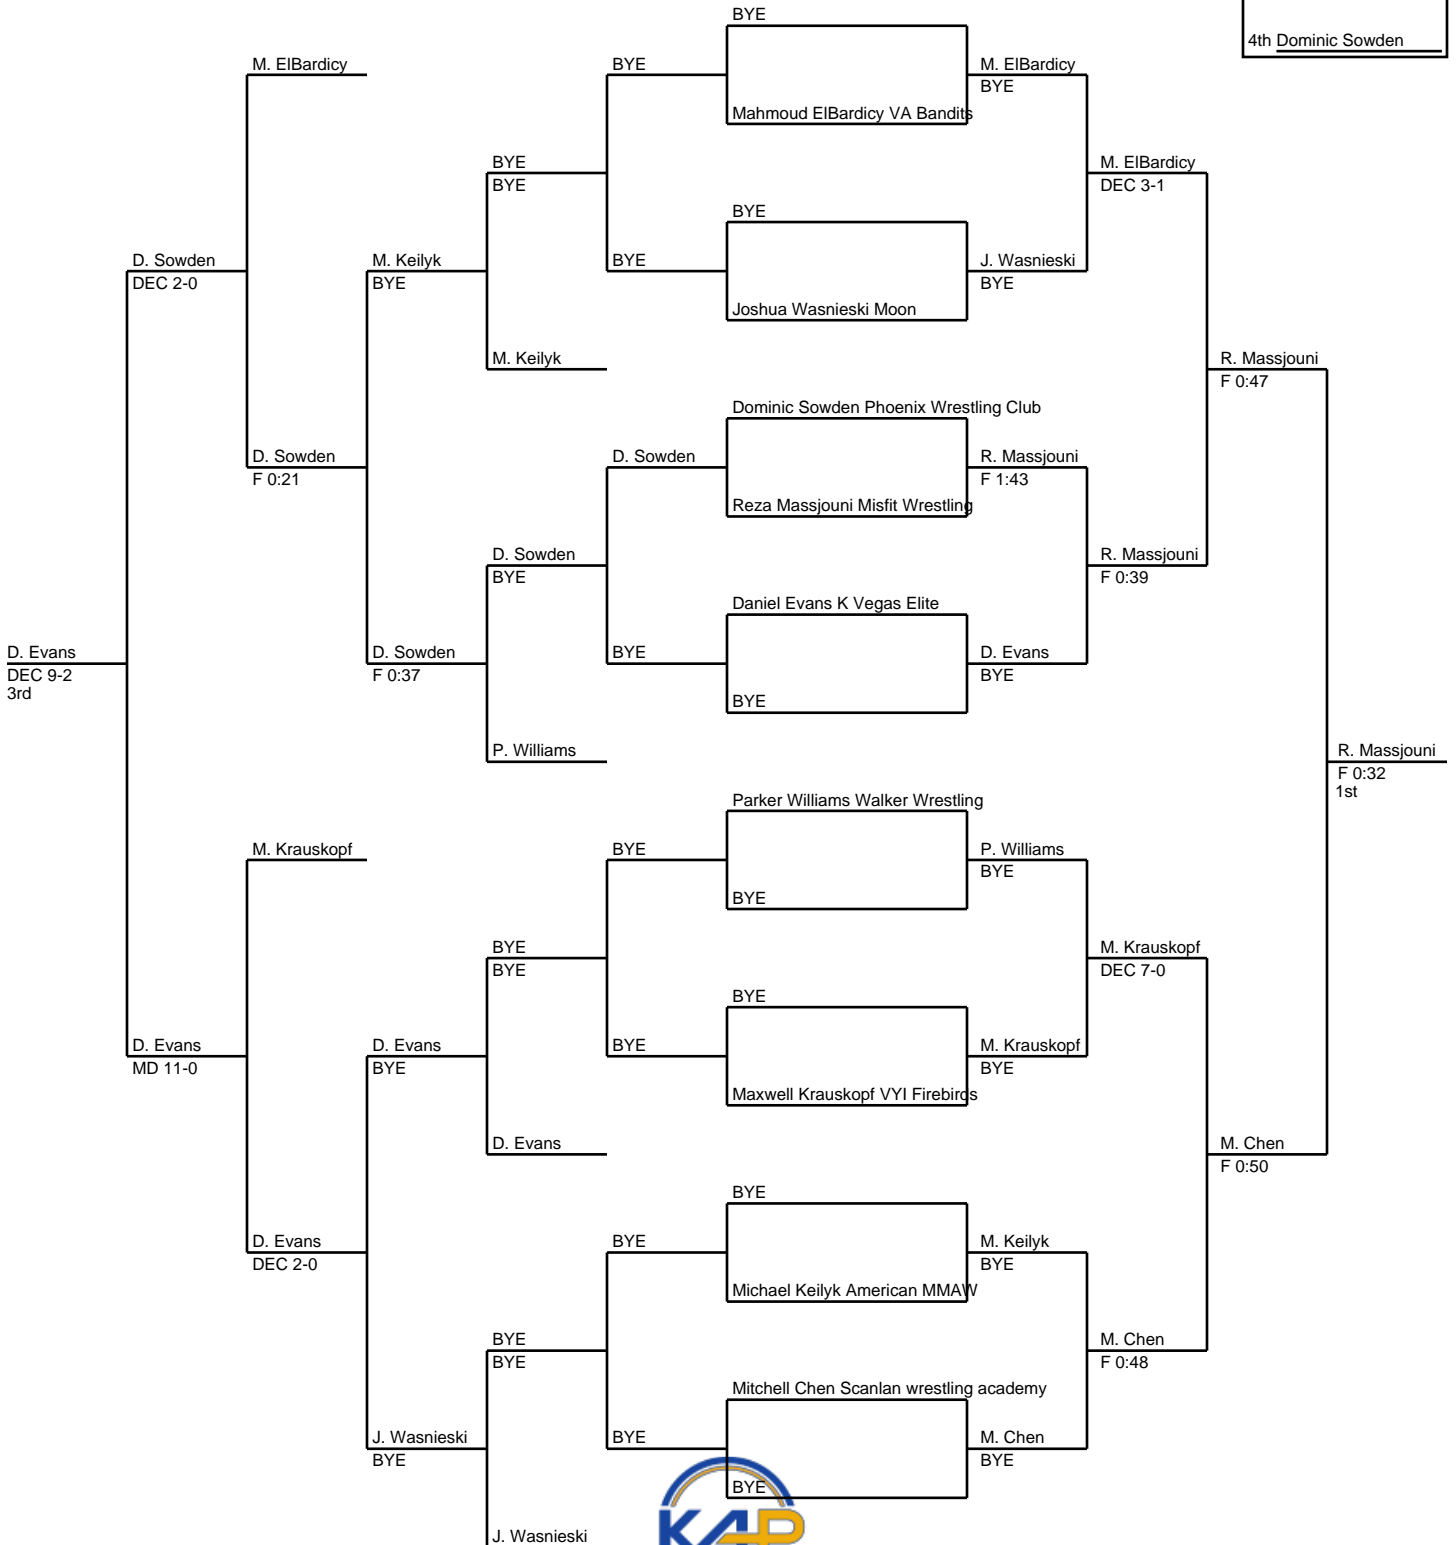 BYE
4th Dominic Sowden
M. ElBardicy
BYE
M. ElBardicy
BYE
Mahmoud ElBardicy VA Bandits
BYE
BYE
M. ElBardicy
DEC 3-1
BYE
D. Sowden
DEC 2-0
M. Keilyk
BYE
BYE
J. Wasnieski
BYE
Joshua Wasnieski Moon
M. Keilyk
R. Massjouni
F 0:47
Dominic Sowden Phoenix Wrestling Club
D. Sowden
F 0:21
D. Sowden
R. Massjouni
F 1:43
Reza Massjouni Misfit Wrestling
D. Sowden
BYE
R. Massjouni
F 0:39
Daniel Evans K Vegas Elite
D. Evans
DEC 9-2
3rd
D. Sowden
F 0:37
BYE
D. Evans
BYE
BYE
P. Williams
R. Massjouni
F 0:32
1st
Parker Williams Walker Wrestling
M. Krauskopf
BYE
P. Williams
BYE
BYE
BYE
BYE
M. Krauskopf
DEC 7-0
BYE
D. Evans
MD 11-0
D. Evans
BYE
BYE
M. Krauskopf
BYE
Maxwell Krauskopf VYI Firebirds
D. Evans
M. Chen
F 0:50
BYE
D. Evans
DEC 2-0
BYE
M. Keilyk
BYE
Michael Keilyk American MMAW
BYE
BYE
M. Chen
F 0:48
Mitchell Chen Scanlan wrestling academy
J. Wasnieski
BYE
BYE
M. Chen
BYE
BYE
J. Wasnieski
KAP